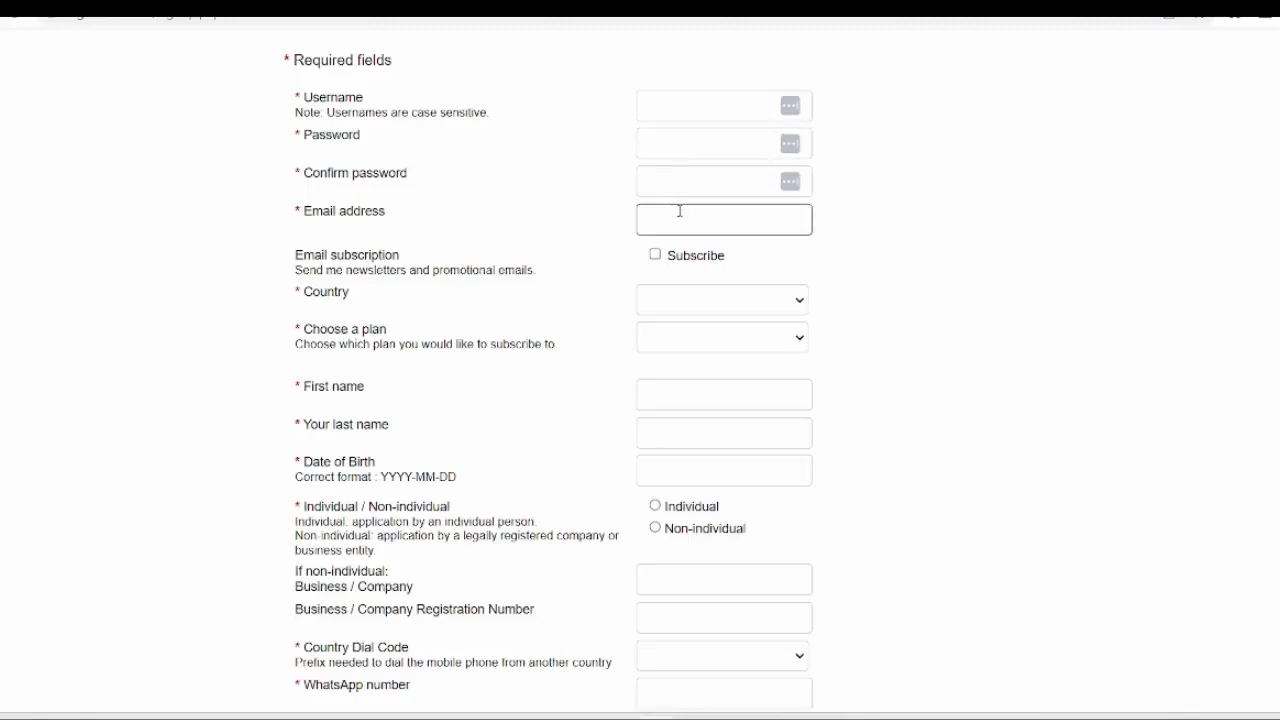 * Required fields
* Username
Note: Usernames are case sensitive.
* Password
* Confirm password
* Email address
Email subscription
Subscribe
Send me newsletters and promotional emails.
* Country
* Choose a plan
Choose which plan you would like to subscribe to
* First name
* Your last name
* Date of Birth
Correct format : YYYY-MM-DD
* Individual / Non-individual
Individual
Individual: application by an individual person.
Non-individual
Non-individual: application by a legally registered company or
business entity.
If non-individual:
Business / Company
Business / Company Registration Number
* Country Dial Code
Prefix needed to dial the mobile phone from another country
* WhatsApp number